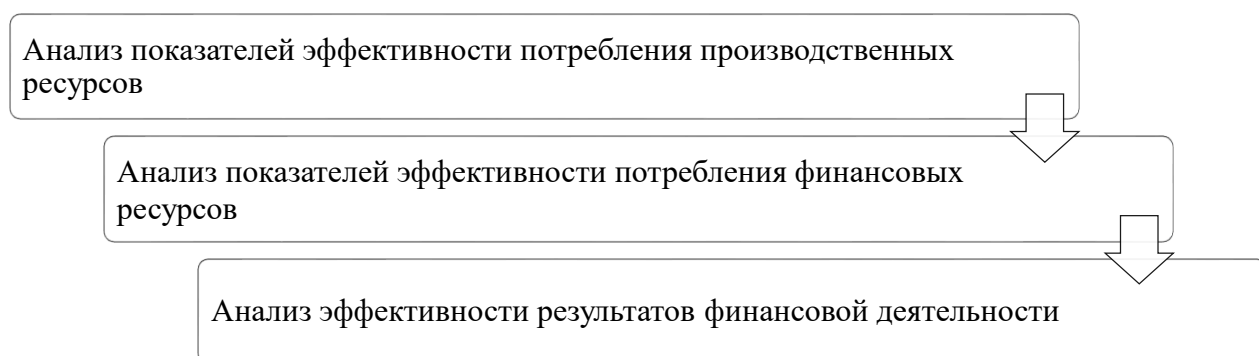 Анализ показателей эффективности потребления производственных
ресурсов
Анализ показателей эффективности потребления финансовых
ресурсов
Анализ эффективности результатов финансовой деятельности